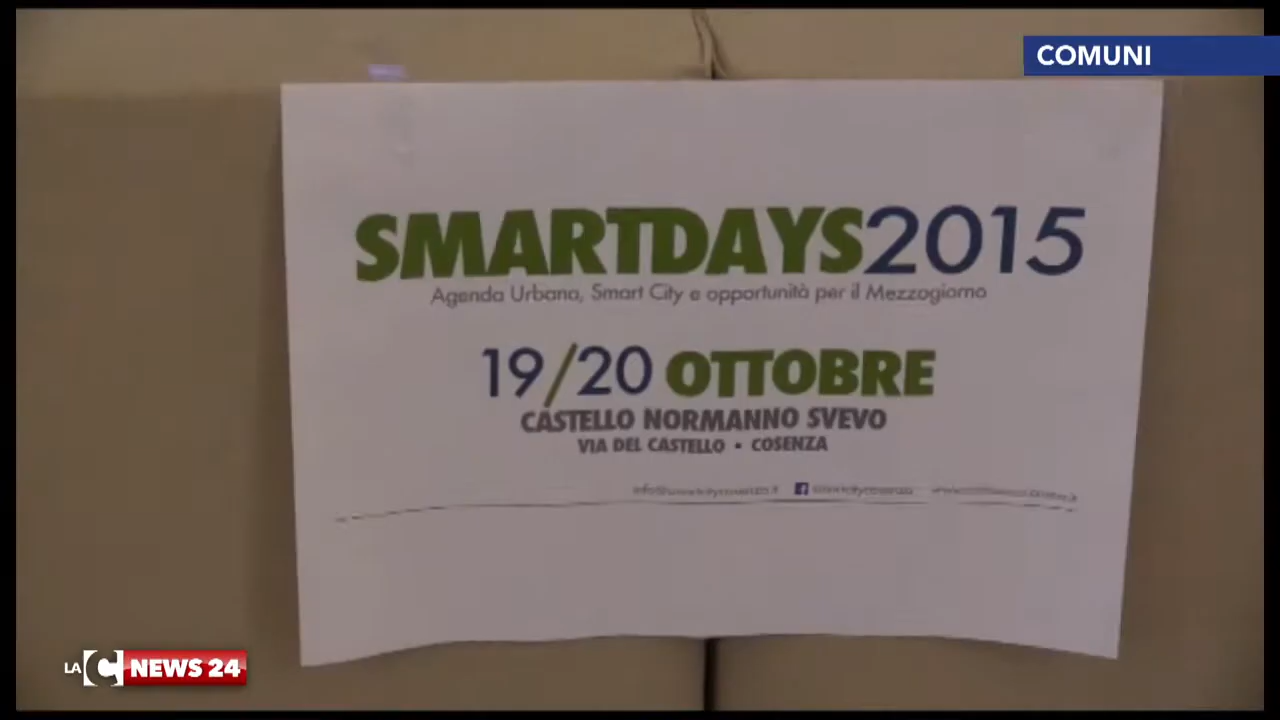 COMUNI
SMARTDAYS2015
Agenda Urbana, Smart City e opportunità per il Mezzogiorno
19/20 OTTOBRE
CASTELLO NORMANNO SVEVO
VIA DEL CASTELLO • COSENZA
LA C NEWS 24